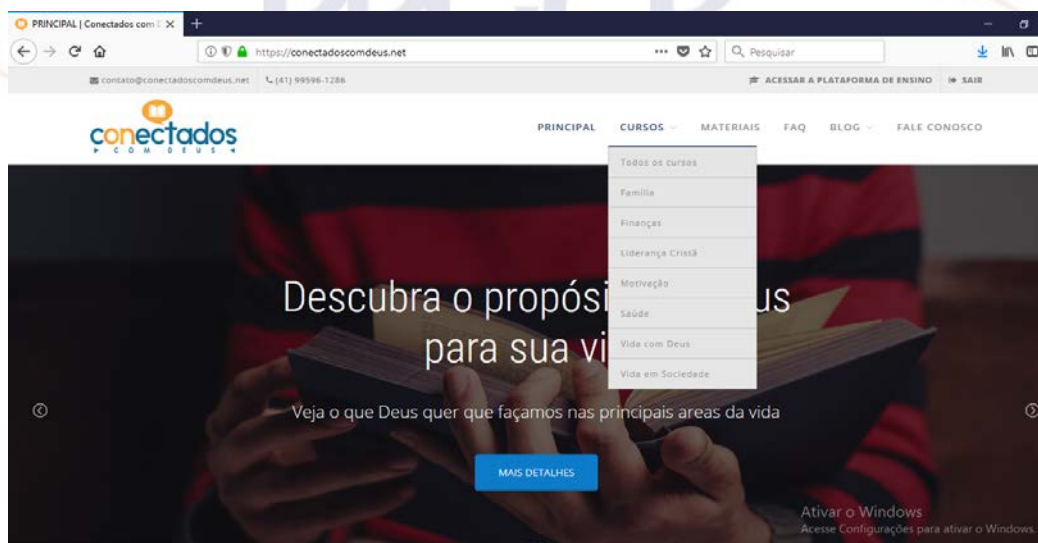 PRINCIPAL | Conectados com
https://conectadoscomdeus.net
Pesquisar
contato@conectadoscomdeus.net (41) 99596-1286 ACESSAR A PLATAFORMA DE ENSINO SAIR
conectados
COM DEUS
PRINCIPAL CURSOS MATERIAIS FAQ BLOG FALE CONOSCO
Todos os cursos
Família
Finanças
Liderança Cristã
Motivação
Saúde
Vida com Deus
Vida em Sociedade
Descubra o propósi us
para sua vi
Veja o que Deus quer que façamos nas principais areas da vida
MAIS DETALHES
Ativar o Windows
Acesse Configurações para ativar o Windows.